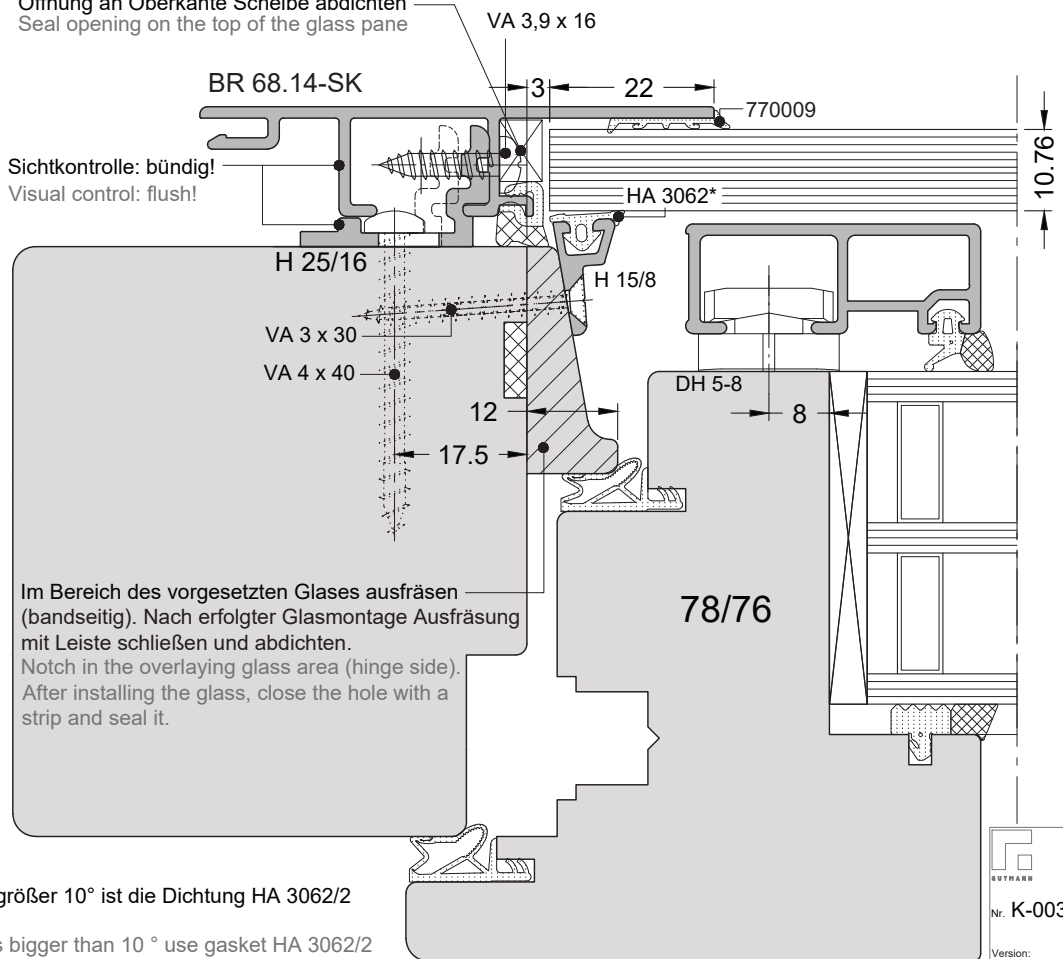 Öffnung an Oberkante Scheibe abdichten
Seal opening on the top of the glass pane
VA 3,9 x 16
BR 68.14-SK
3
22
770009
10.76
Sichtkontrolle: bündig!
Visual control: flush!
HA 3062*
H 25/16
H 15/8
VA 3 x 30
VA 4 x 40
DH 5-8
12
8
17.5
Im Bereich des vorgesetzten Glases ausfräsen
(bandseitig). Nach erfolgter Glasmontage Ausfräsung
mit Leiste schließen und abdichten.
Notch in the overlaying glass area (hinge side).
After installing the glass, close the hole with a
strip and seal it.
78/76
größer 10° ist die Dichtung HA 3062/2
s bigger than 10 ° use gasket HA 3062/2
GUTMANN
Nr. K-003
Version: